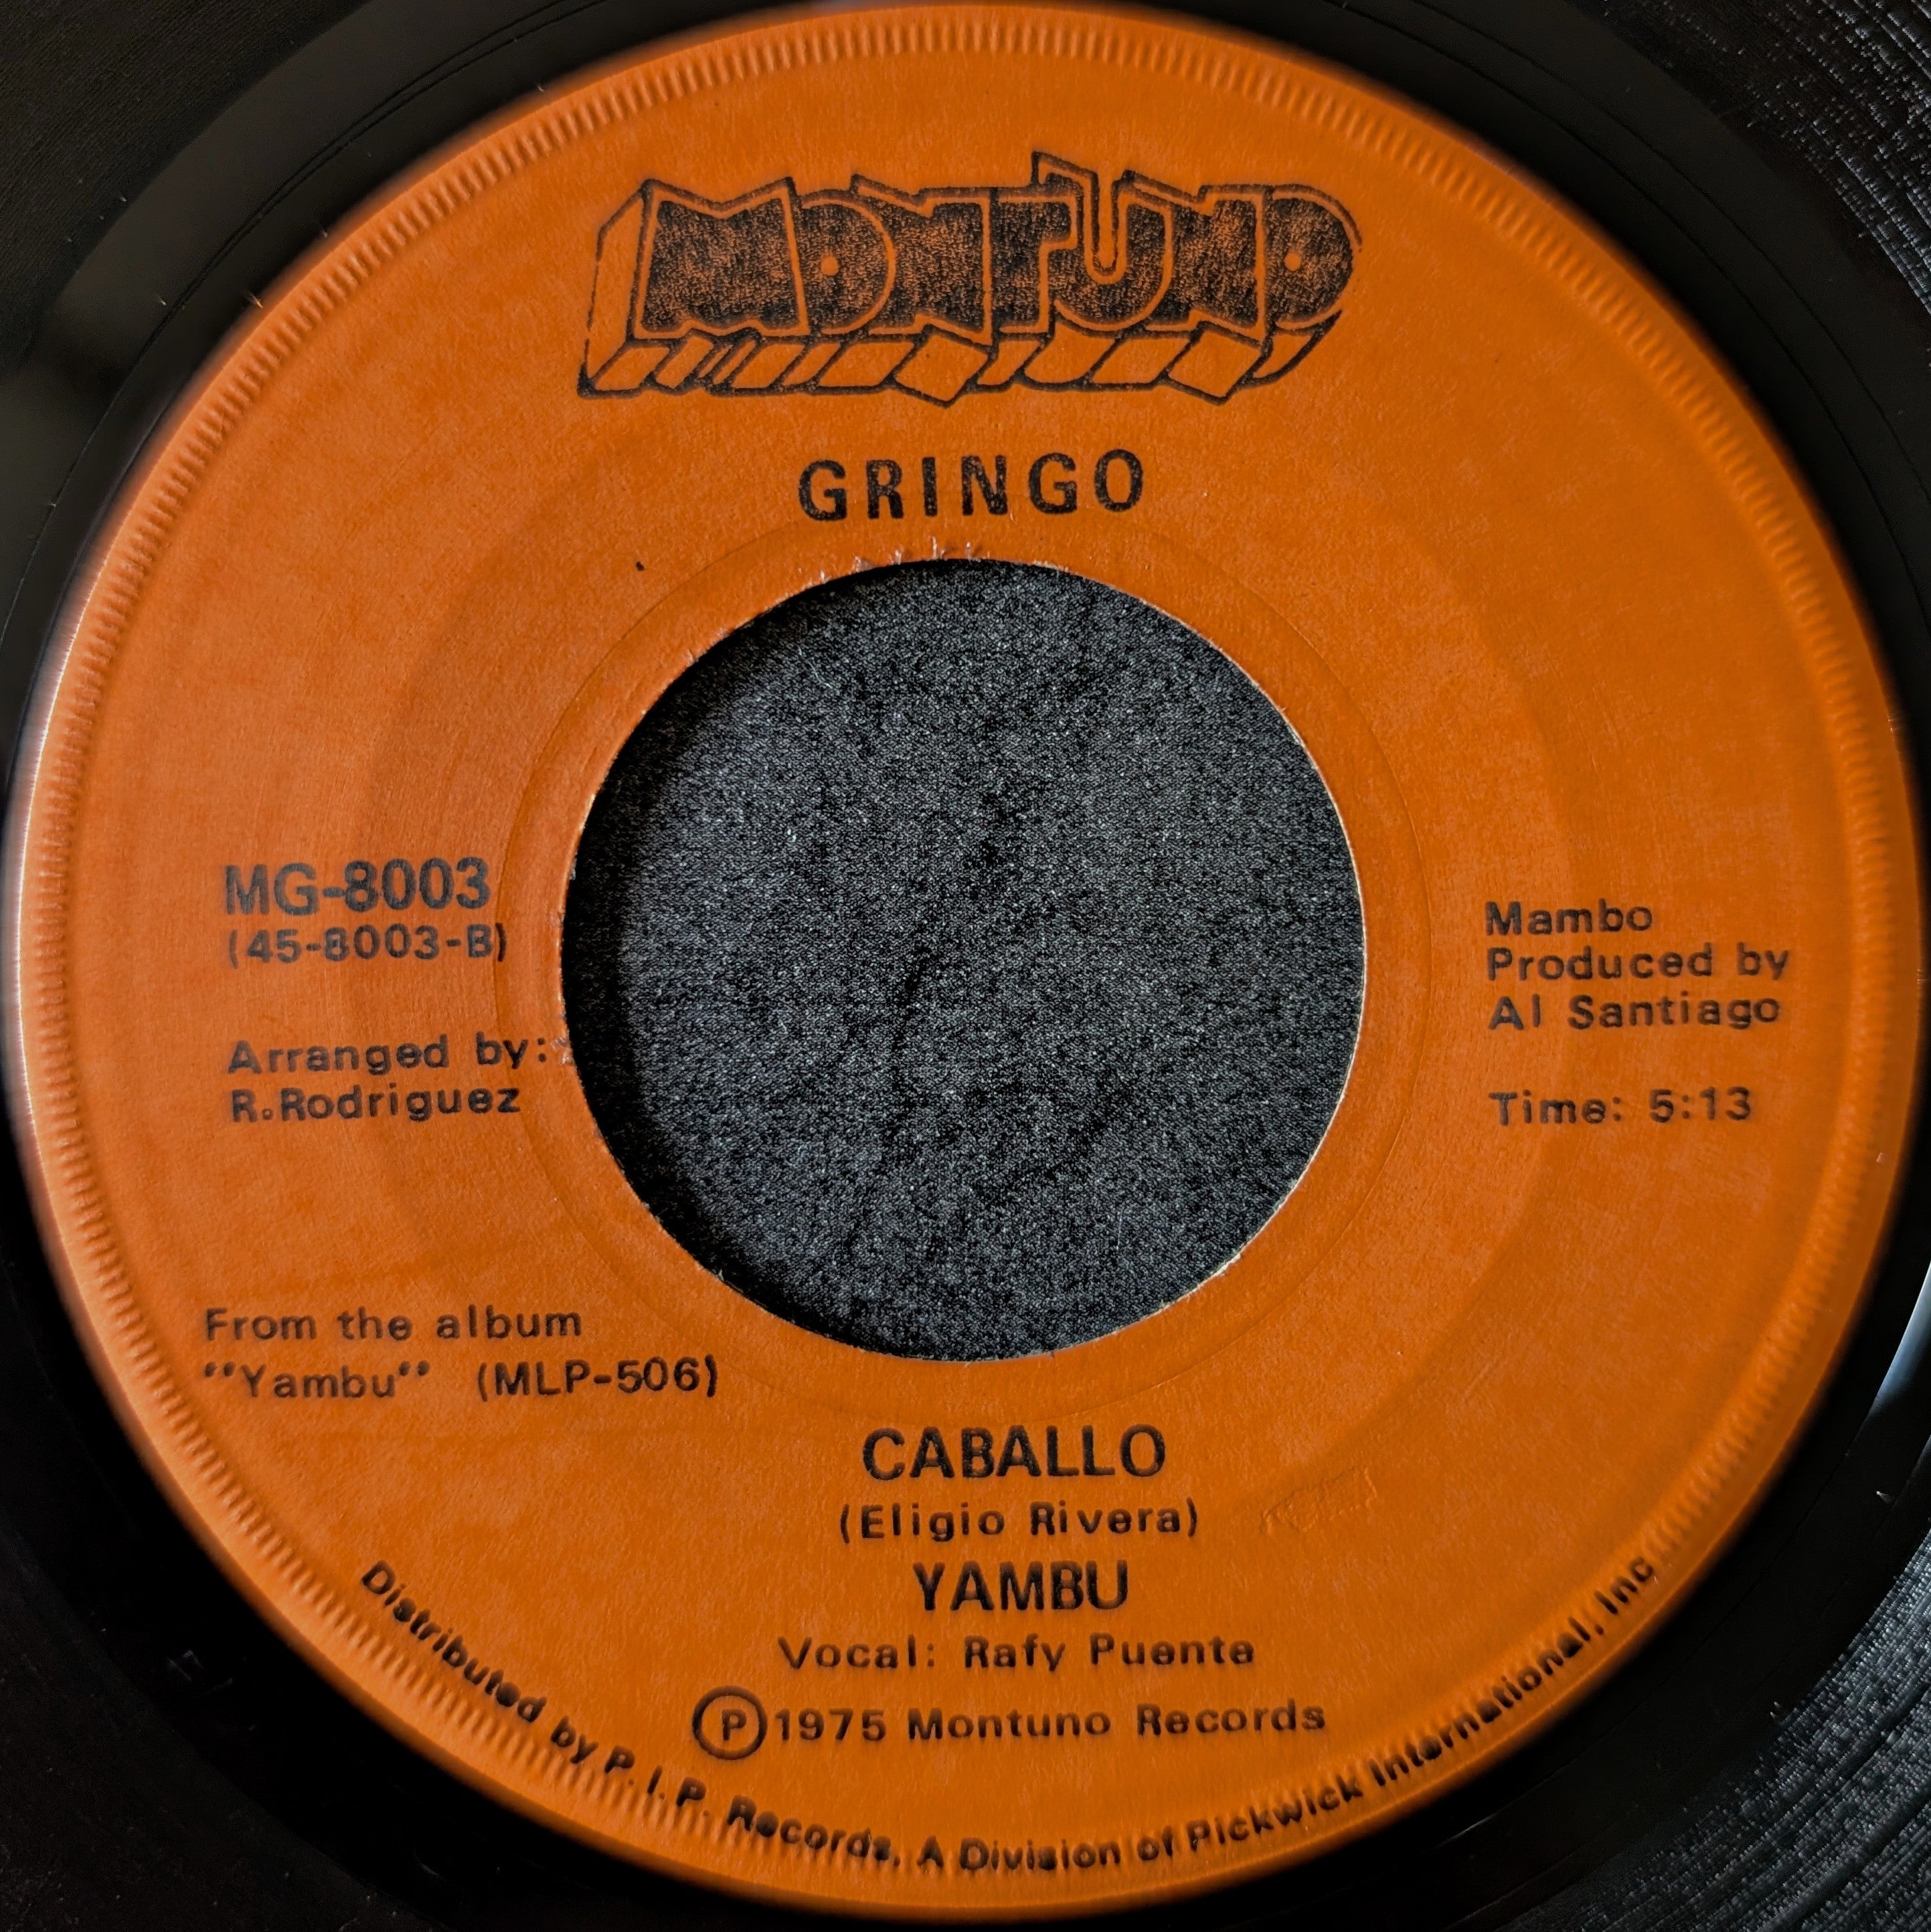 MONTUNO
GRINGO
MG-8003
(45-8003-B)
Arranged by:
R.Rodriguez
Mambo
Produced by
Al Santiago
Time: 5:13
From the album
"Yambu" (MLP-506)
CABALLO
(Eligio Rivera)
YAMBU
Vocal: Rafy Puente
Ⓟ1975 Montuno Records
Distributed by P.I.P. Records, A Division of Pickwick International, Inc